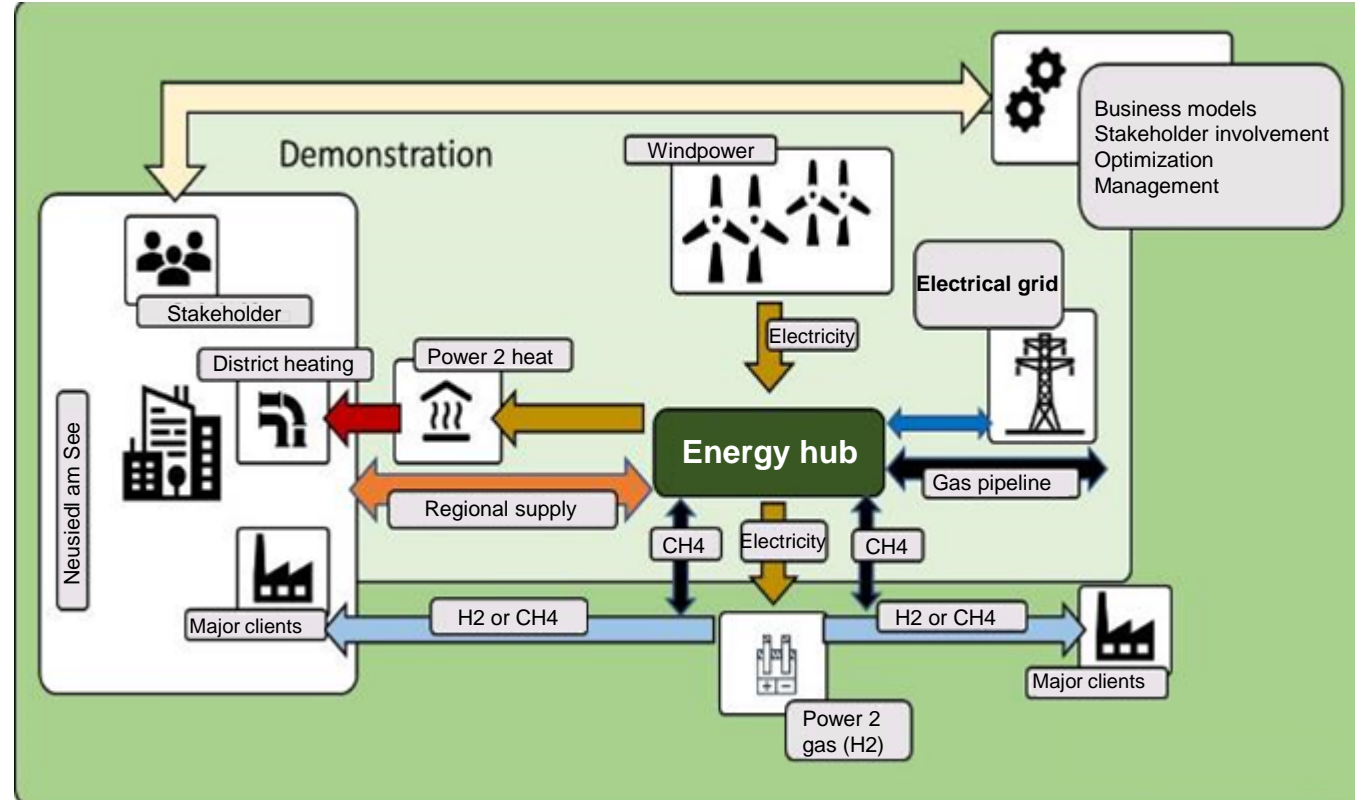 Business models
Stakeholder involvement
Optimization
Management
Demonstration
Windpower
Electrical grid
Stakeholder
Electricity
District heating
Power 2 heat
Neusiedl am See
Energy hub
Gas pipeline
Regional supply
CH4
Electricity
CH4
Major clients
H2 or CH4
H2 or CH4
Major clients
Power 2
gas (H2)